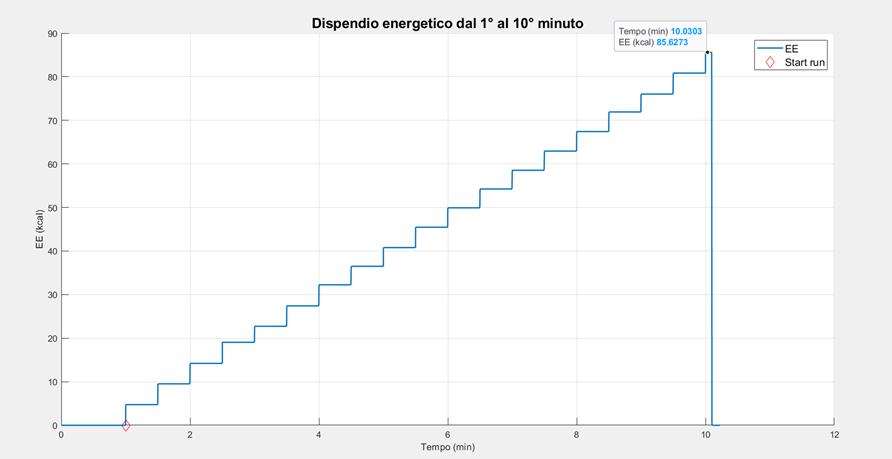 Dispendio energetico dal 1° al 10° minuto
Tempo (min) 10.0303
EE (kcal) 85.6273
EE
Start run
90
80
70
60
50
40
30
20
10
0
EE (kcal)
0 2 4 6 8 10 12
Tempo (min)